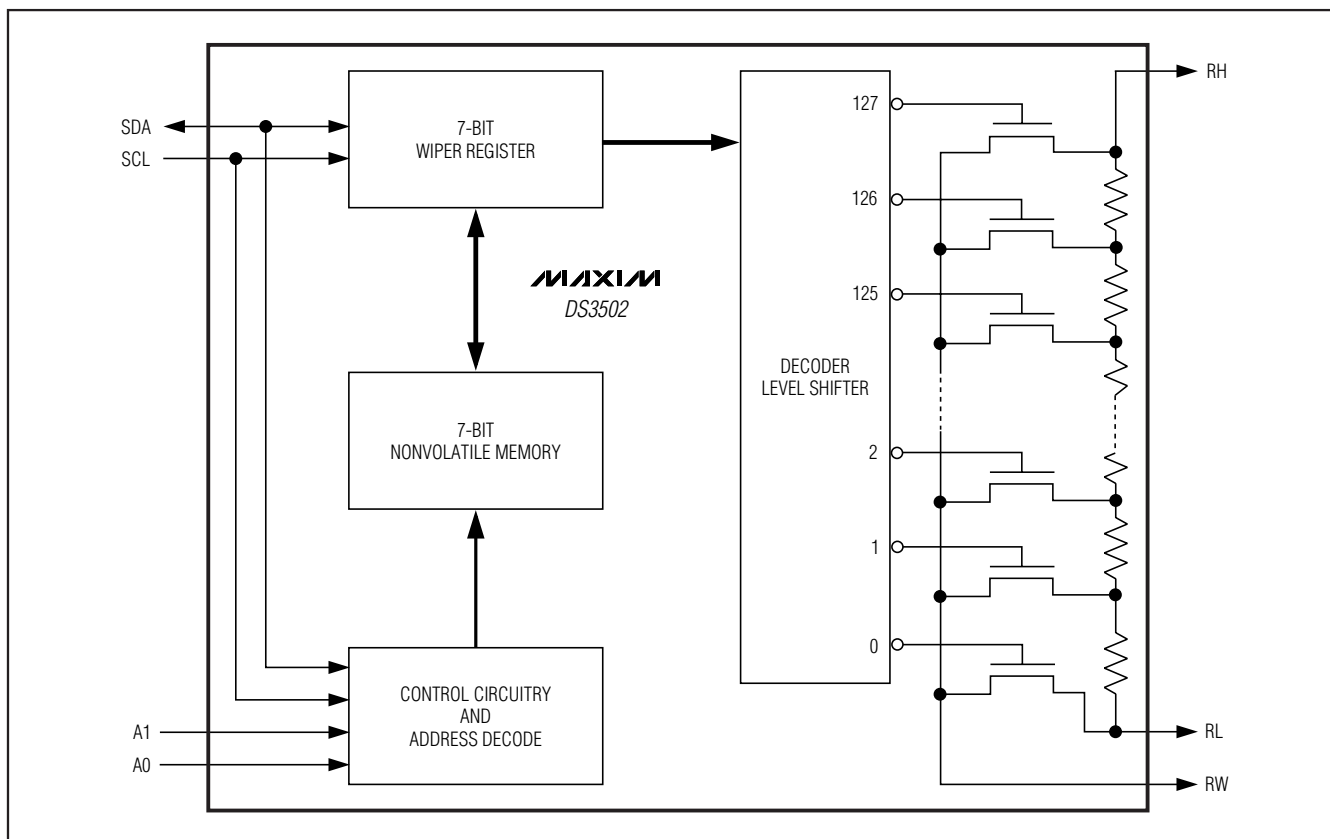 SDA
SCL
A1
A0
7-BIT
WIPER REGISTER
MAXIM
DS3502
7-BIT
NONVOLATILE MEMORY
CONTROL CIRCUITRY
AND
ADDRESS DECODE
DECODER
LEVEL SHIFTER
127
126
125
2
1
0
RH
RL
RW